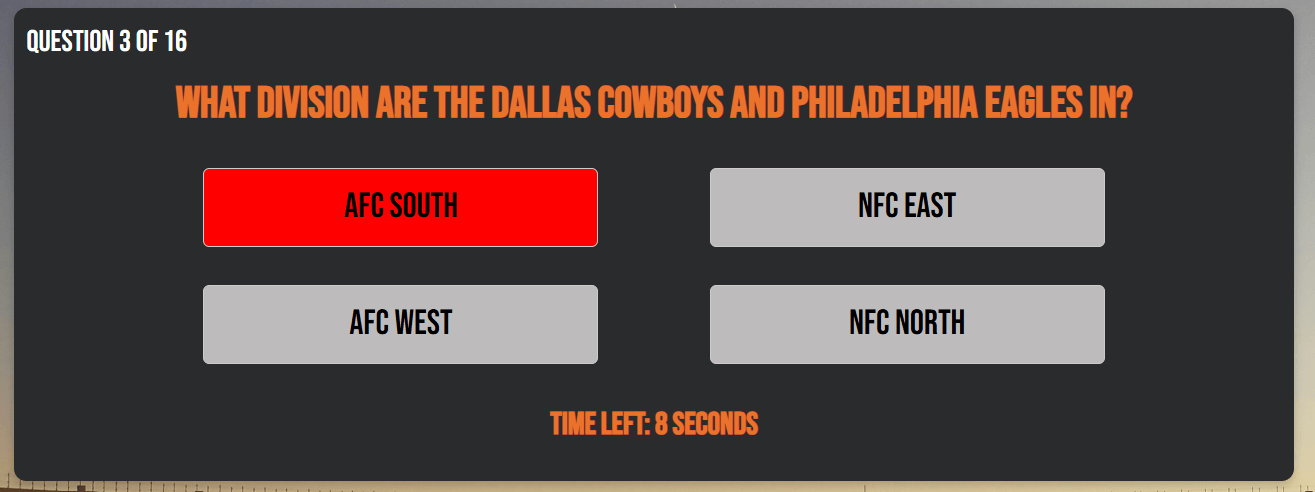 QUESTION 3 OF 16
WHAT DIVISION ARE THE DALLAS COWBOYS AND PHILADELPHIA EAGLES IN?
AFC SOUTH
NFC EAST
AFC WEST
NFC NORTH
TIME LEFT: 8 SECONDS